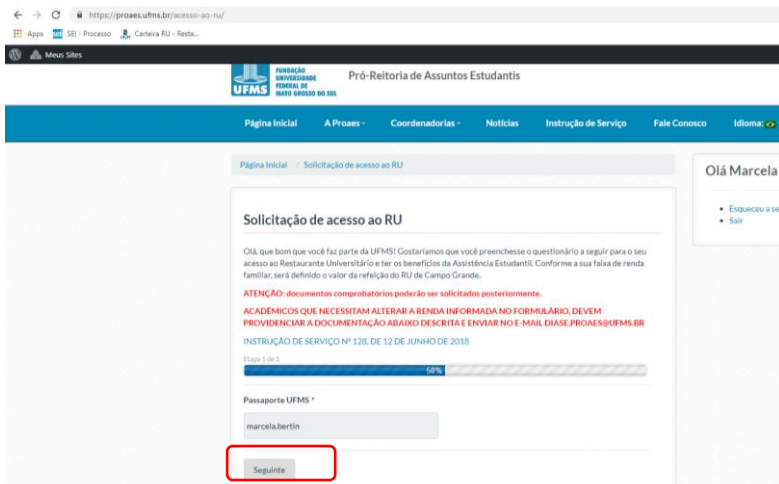 https://proaes.ufms.br/acesso-ao-ru/
Apps SEI - Processo Carteira RU - Resta...
Meus Sites
FUNDAÇÃO
UNIVERSIDADE
FEDERAL DE
MATO GROSSO DO SUL
UFMS
Pró-Reitoria de Assuntos Estudantis
Página Inicial A Proaes Coordenadorias Notícias Instrução de Serviço Fale Conosco Idioma:
Página Inicial / Solicitação de acesso ao RU
Olá Marcela
Esqueceu a se
Sair
Solicitação de acesso ao RU
Olá, que bom que você faz parte da UFMS! Gostaríamos que você preenchesse o questionário a seguir para o seu
acesso ao Restaurante Universitário e ter os benefícios da Assistência Estudantil. Conforme a sua faixa de renda
familiar, será definido o valor da refeição do RU de Campo Grande.
ATENÇÃO: documentos comprobatórios poderão ser solicitados posteriormente.
ACADÊMICOS QUE NECESSITAM ALTERAR A RENDA INFORMADA NO FORMULÁRIO, DEVEM
PROVIDENCIAR A DOCUMENTAÇÃO ABAIXO DESCRITA E ENVIAR NO E-MAIL DIASE.PROAES@UFMS.BR
INSTRUÇÃO DE SERVIÇO Nº 128, DE 12 DE JUNHO DE 2018
Etapa 1 de 2
50%
Passaporte UFMS *
marcela.bertin
Seguinte